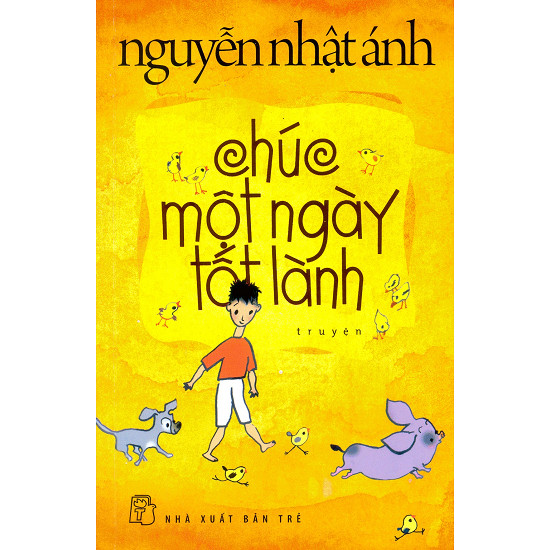 nguyễn nhật ánh
chúc
một ngày
tốt lành
truyện
NHÀ XUẤT BẢN TRẺ